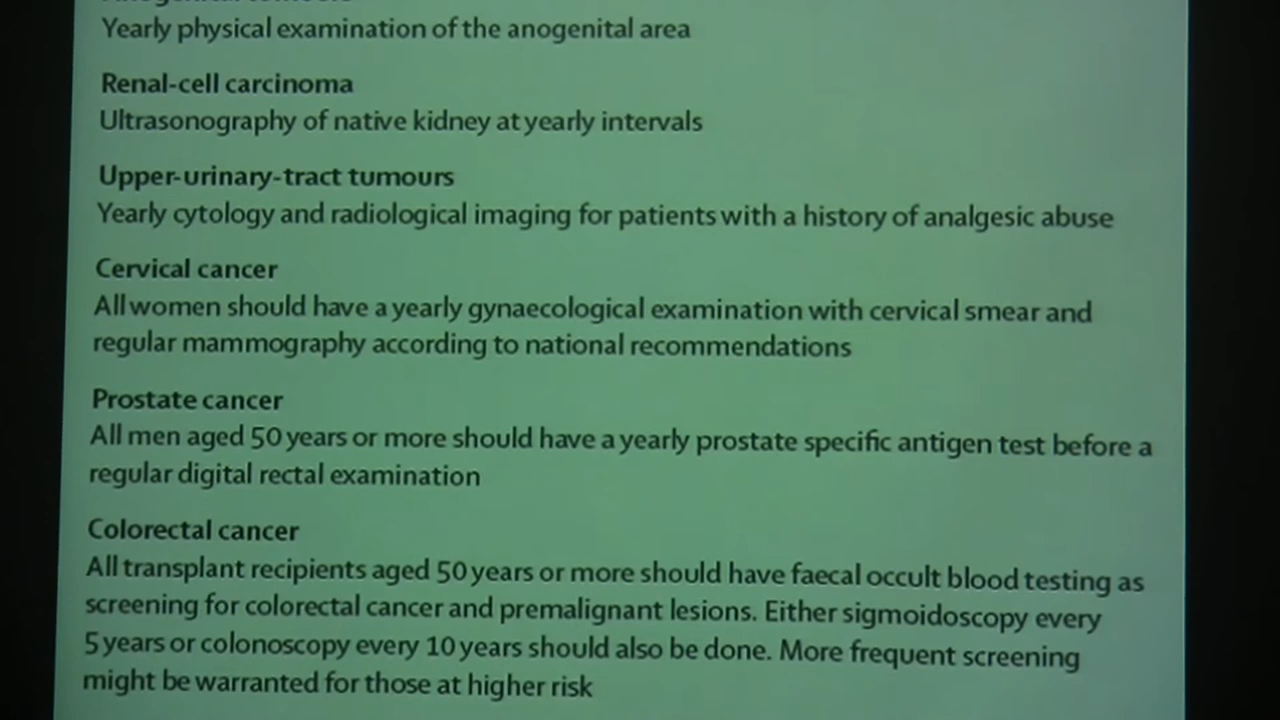 Yearly physical examination of the anogenital area
Renal-cell carcinoma
Ultrasonography of native kidney at yearly intervals
Upper-urinary-tract tumours
Yearly cytology and radiological imaging for patients with a history of analgesic abuse
Cervical cancer
All women should have a yearly gynaecological examination with cervical smear and
regular mammography according to national recommendations
Prostate cancer
All men aged 50 years or more should have a yearly prostate specific antigen test before a
regular digital rectal examination
Colorectal cancer
All transplant recipients aged 50 years or more should have faecal occult blood testing as
screening for colorectal cancer and premalignant lesions. Either sigmoidoscopy every
5 years or colonoscopy every 10 years should also be done. More frequent screening
might be warranted for those at higher risk